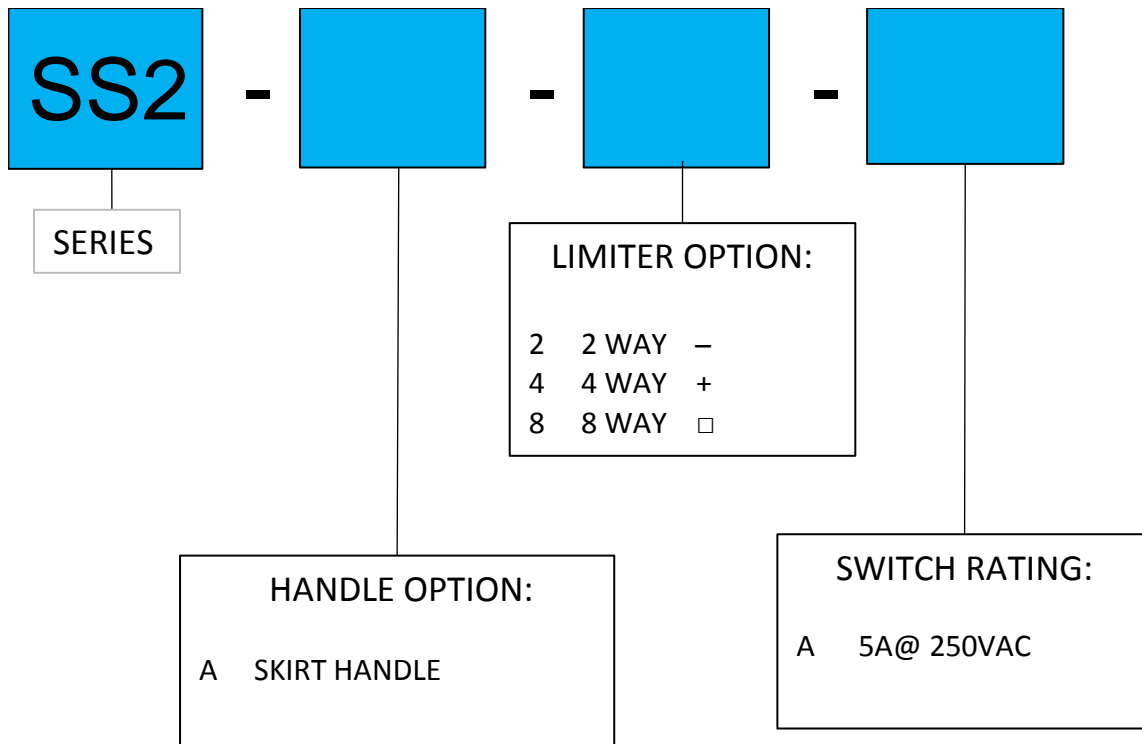 SS2 - - -
SERIES
LIMITER OPTION:
2 2 WAY –
4 4 WAY +
8 8 WAY □
HANDLE OPTION:
A SKIRT HANDLE
SWITCH RATING:
A 5A@ 250VAC